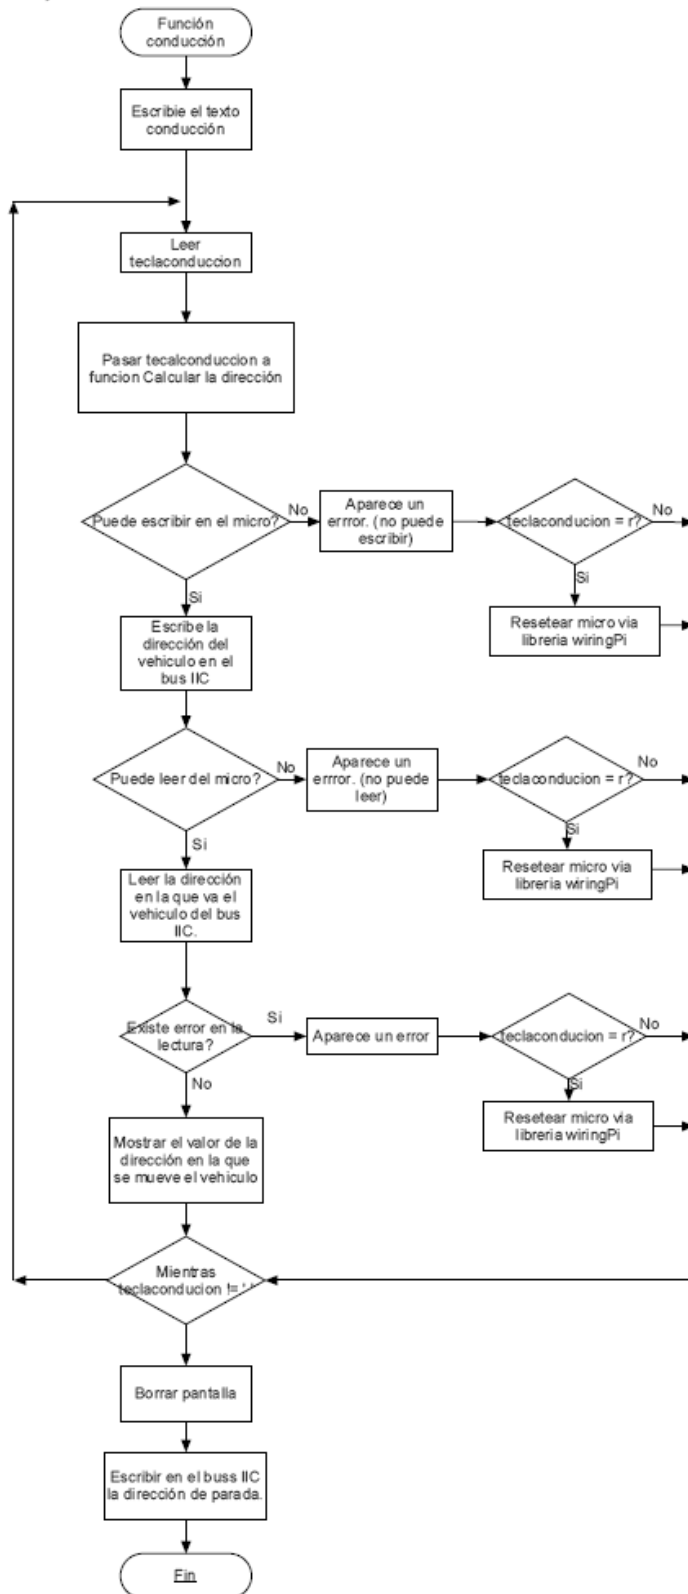 Función
conducción
Escribie el texto
conducción
Leer
teclaconduccion
Pasar tecalconduccion a
funcion Calcular la dirección
Puede escribir en el micro?
No
Aparece un
errror. (no puede
escribir)
teclaconducion = r?
No
Si
Si
Escribe la
dirección del
vehiculo en el
bus IIC
Resetear micro via
libreria wiringPi
Puede leer del micro?
No
Aparece un
errror. (no puede
leer)
teclaconducion = r?
No
Si
Si
Leer la dirección
en la que va el
vehiculo del bus
IIC.
Resetear micro via
libreria wiringPi
Existe error en la
lectura?
Si
Aparece un error
teclaconducion = r?
No
No
Si
Mostrar el valor de la
dirección en la que
se mueve el vehiculo
Resetear micro via
libreria wiringPi
Mientras
teclaconducion != ' '
Borrar pantalla
Escribir en el buss IIC
la dirección de parada.
Fin